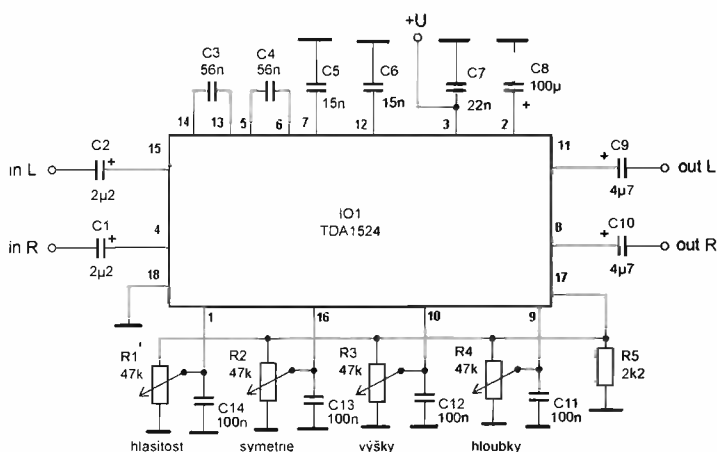 +U
C3
56n
C4
56n
C5
15n
C6
15n
C7
22n
C8
100µ
+
14
13
5
6
7
12
3
2
in L
C2
+
2µ2
15
11
+
C9
4µ7
out L
IO1
TDA1524
in R
C1
+
2µ2
4
8
+
C10
4µ7
out R
18
17
1
16
10
9
R1
47k
R2
47k
R3
47k
R4
47k
R5
2k2
C14
100n
C13
100n
C12
100n
C11
100n
hlasitost
symetrie
výšky
hloubky